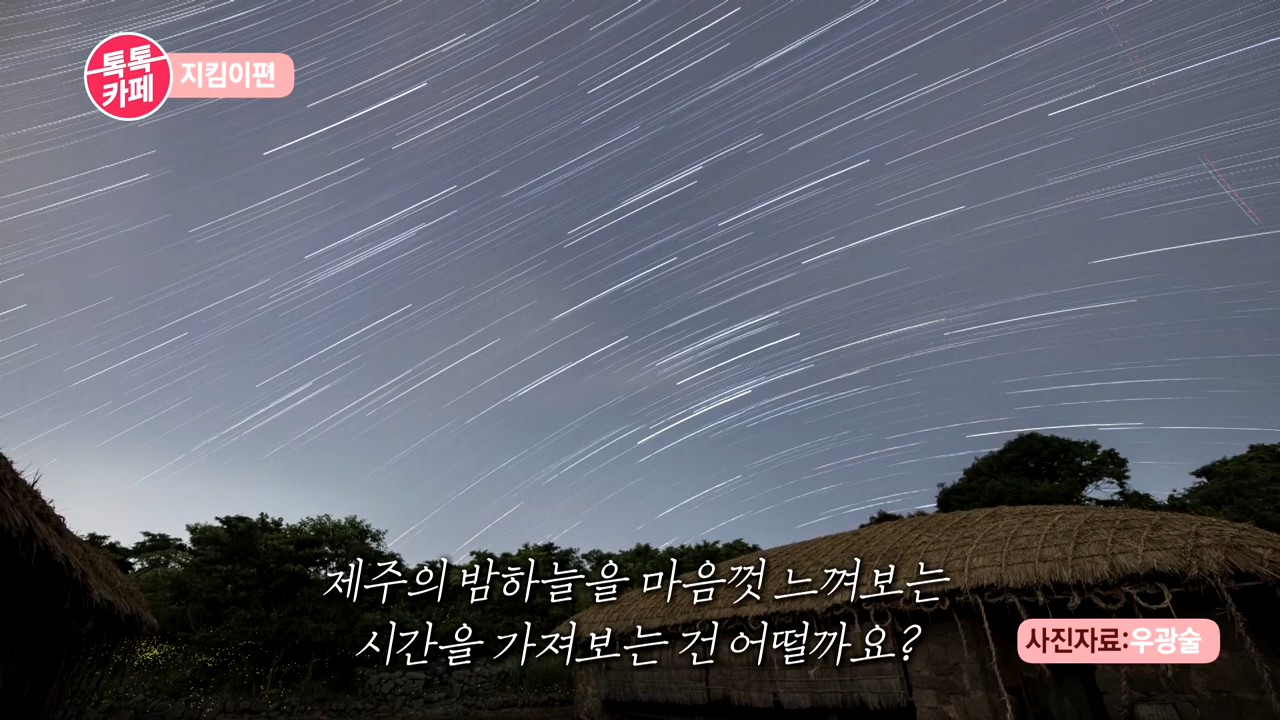 톡톡
카페
지킴이편
제주의 밤하늘을 마음껏 느껴보는
시간을 가져보는 건 어떨까요?
사진자료:우광술